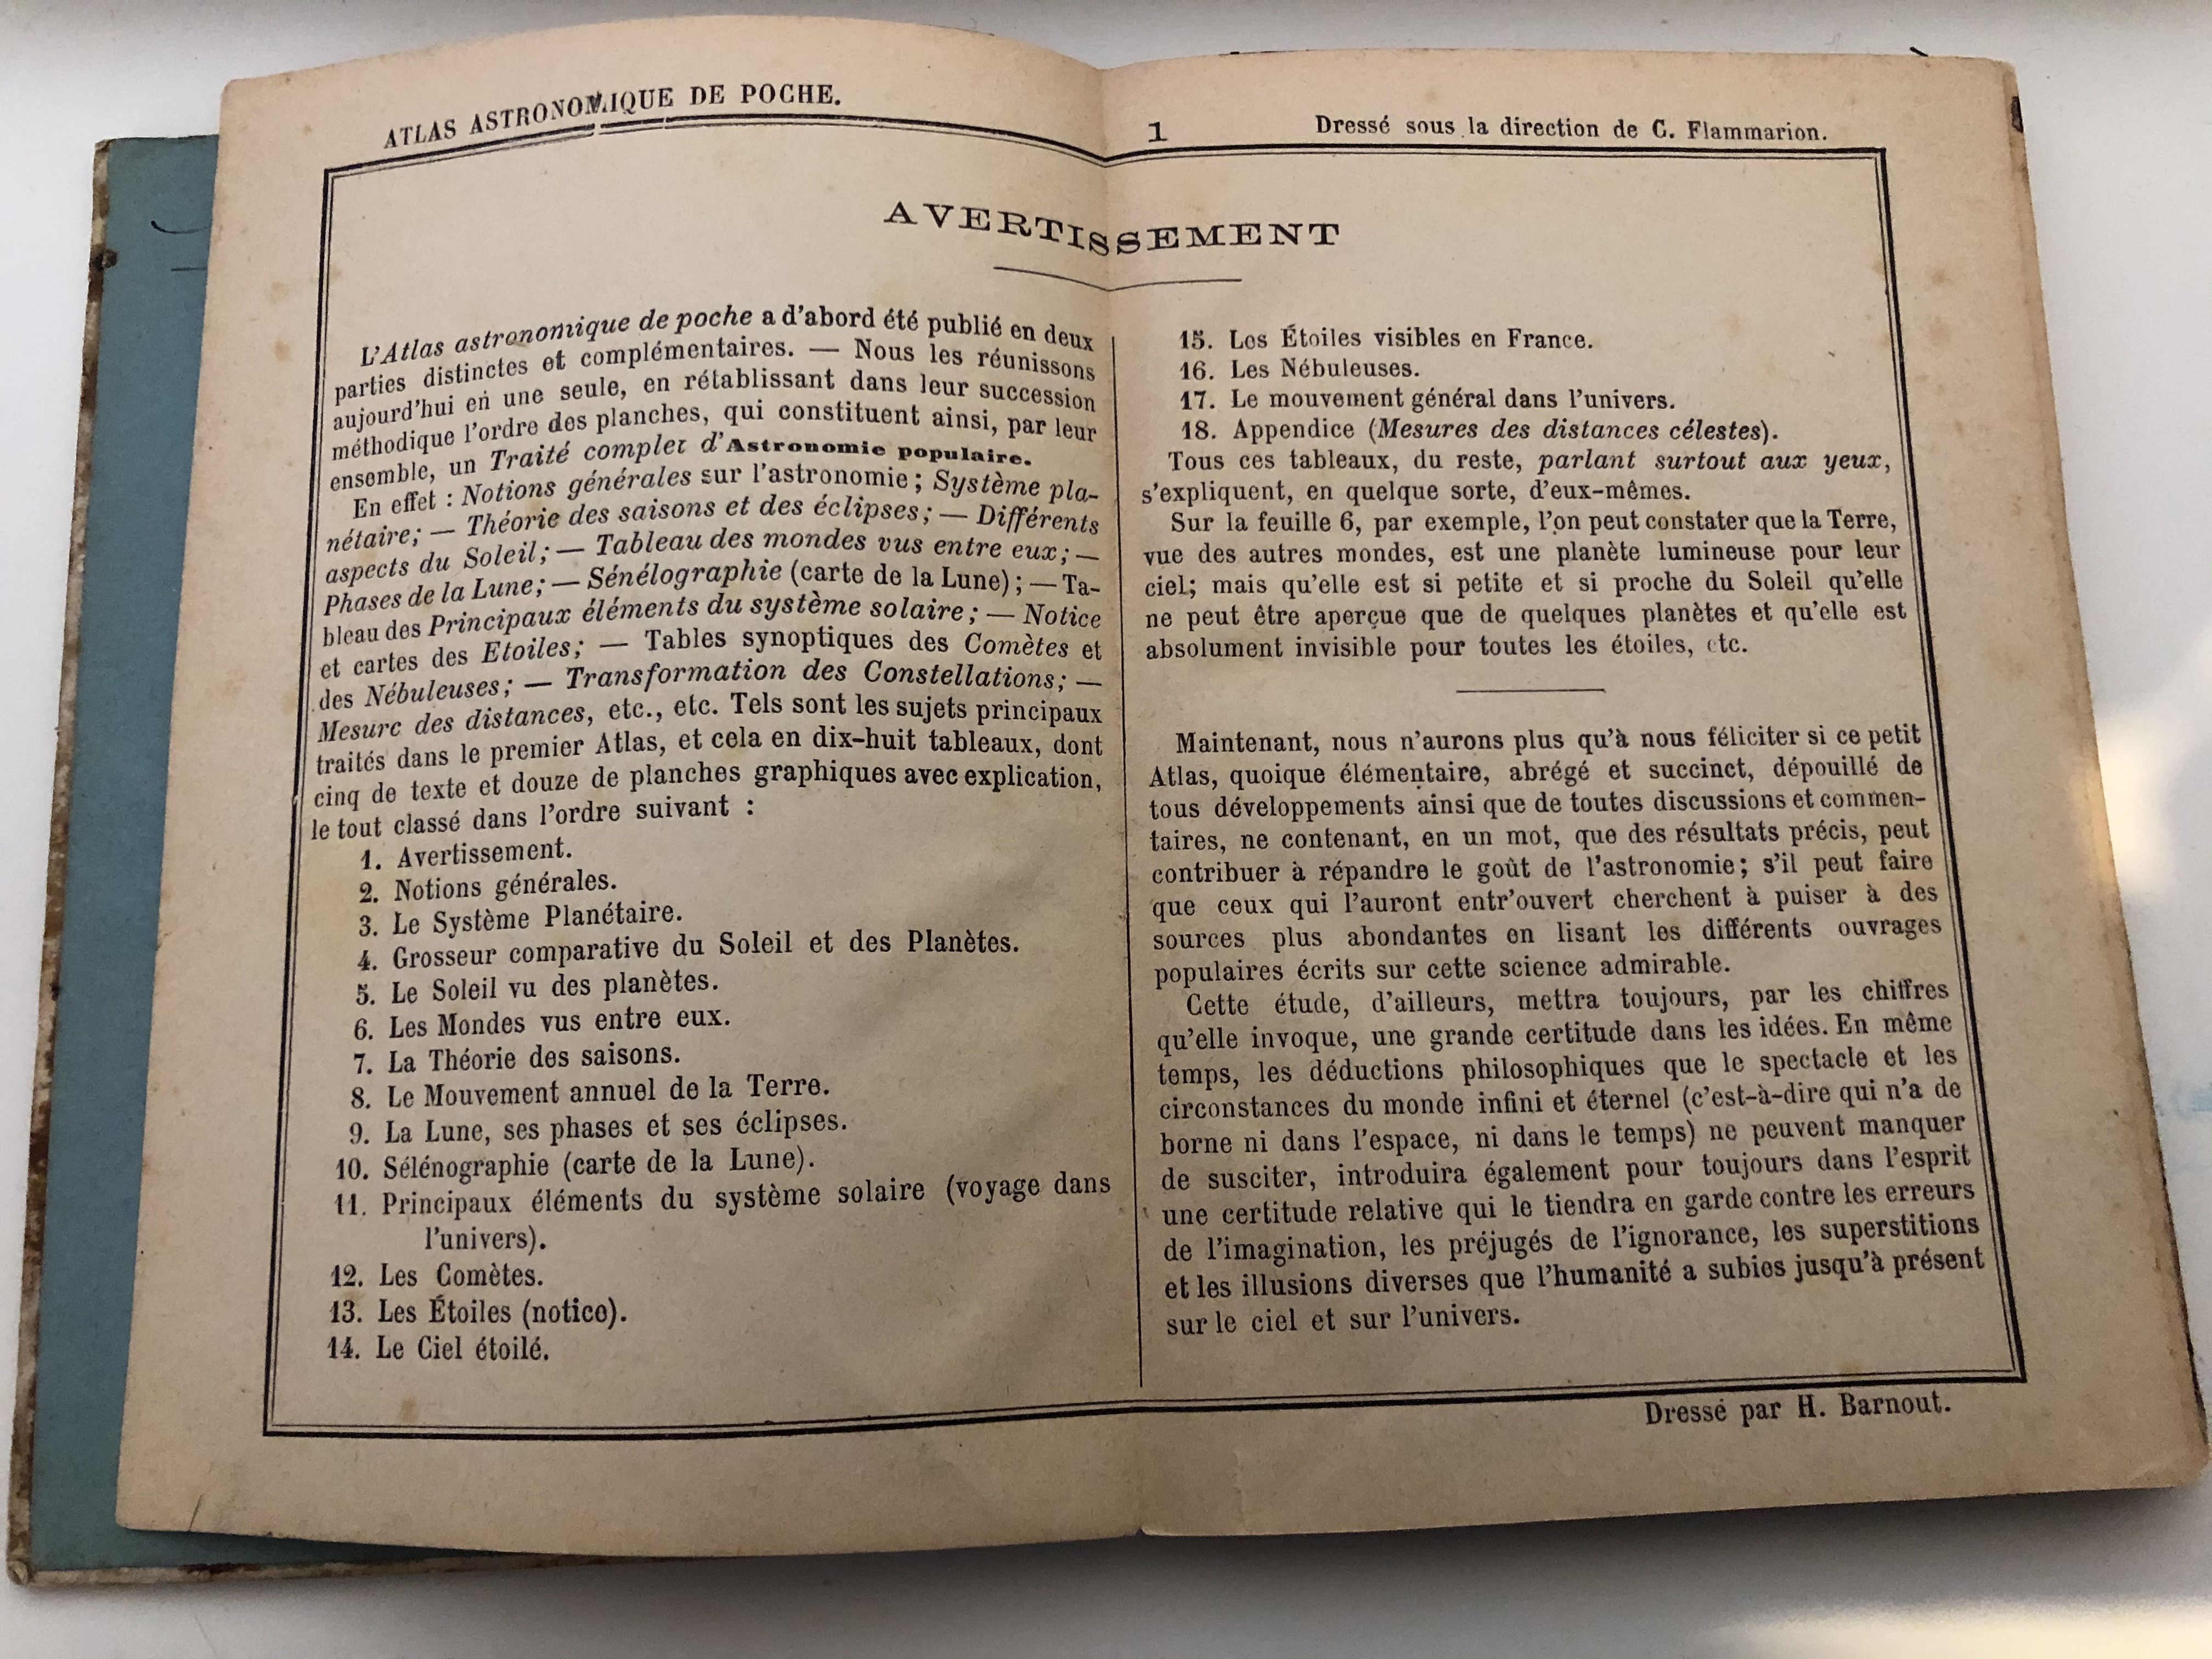 ATLAS ASTRONOMIQUE DE POCHE.
1
Dressé sous la direction de C. Flammarion.
AVERTISSEMENT
L'Atlas astronomique de poche a d'abord été publié en deux
parties distinctes et complémentaires. — Nous les réunissons
aujourd'hui en une seule, en rétablissant dans leur succession
méthodique l'ordre des planches, qui constituent ainsi, par leur
ensemble, un Traité complet d'Astronomie populaire.
En effet : Notions générales sur l'astronomie ; Système pla-
nétaire; — Théorie des saisons et des éclipses; — Différents
aspects du Soleil; — Tableau des mondes vus entre eux; —
Phases de la Lune; — Sénélographie (carte de la Lune) ; — Ta-
bleau des Principaux éléments du système solaire; — Notice
et cartes des Etoiles; — Tables synoptiques des Comètes et
des Nébuleuses; — Transformation des Constellations; —
Mesure des distances, etc., etc. Tels sont les sujets principaux
traités dans le premier Atlas, et cela en dix-huit tableaux, dont
cinq de texte et douze de planches graphiques avec explication,
le tout classé dans l'ordre suivant :
1. Avertissement.
2. Notions générales.
3. Le Système Planétaire.
4. Grosseur comparative du Soleil et des Planètes.
5. Le Soleil vu des planètes.
6. Les Mondes vus entre eux.
7. La Théorie des saisons.
8. Le Mouvement annuel de la Terre.
9. La Lune, ses phases et ses éclipses.
10. Sélénographie (carte de la Lune).
11. Principaux éléments du système solaire (voyage dans
l'univers).
12. Les Comètes.
13. Les Étoiles (notice).
14. Le Ciel étoilé.
15. Les Étoiles visibles en France.
16. Les Nébuleuses.
17. Le mouvement général dans l'univers.
18. Appendice (Mesures des distances célestes).
Tous ces tableaux, du reste, parlant surtout aux yeux,
s'expliquent, en quelque sorte, d'eux-mêmes.
Sur la feuille 6, par exemple, l'on peut constater que la Terre,
vue des autres mondes, est une planète lumineuse pour leur
ciel; mais qu'elle est si petite et si proche du Soleil qu'elle
ne peut être aperçue que de quelques planètes et qu'elle est
absolument invisible pour toutes les étoiles, etc.
Maintenant, nous n'aurons plus qu'à nous féliciter si ce petit
Atlas, quoique élémentaire, abrégé et succinct, dépouillé de
tous développements ainsi que de toutes discussions et commen-
taires, ne contenant, en un mot, que des résultats précis, peut
contribuer à répandre le goût de l'astronomie; s'il peut faire
que ceux qui l'auront entr'ouvert cherchent à puiser à des
sources plus abondantes en lisant les différents ouvrages
populaires écrits sur cette science admirable.
Cette étude, d'ailleurs, mettra toujours, par les chiffres
qu'elle invoque, une grande certitude dans les idées. En même
temps, les déductions philosophiques que le spectacle et les
circonstances du monde infini et éternel (c'est-à-dire qui n'a de
borne ni dans l'espace, ni dans le temps) ne peuvent manquer
de susciter, introduira également pour toujours dans l'esprit
une certitude relative qui le tiendra en garde contre les erreurs
de l'imagination, les préjugés de l'ignorance, les superstitions
et les illusions diverses que l'humanité a subies jusqu'à présent
sur le ciel et sur l'univers.
Dressé par H. Barnout.